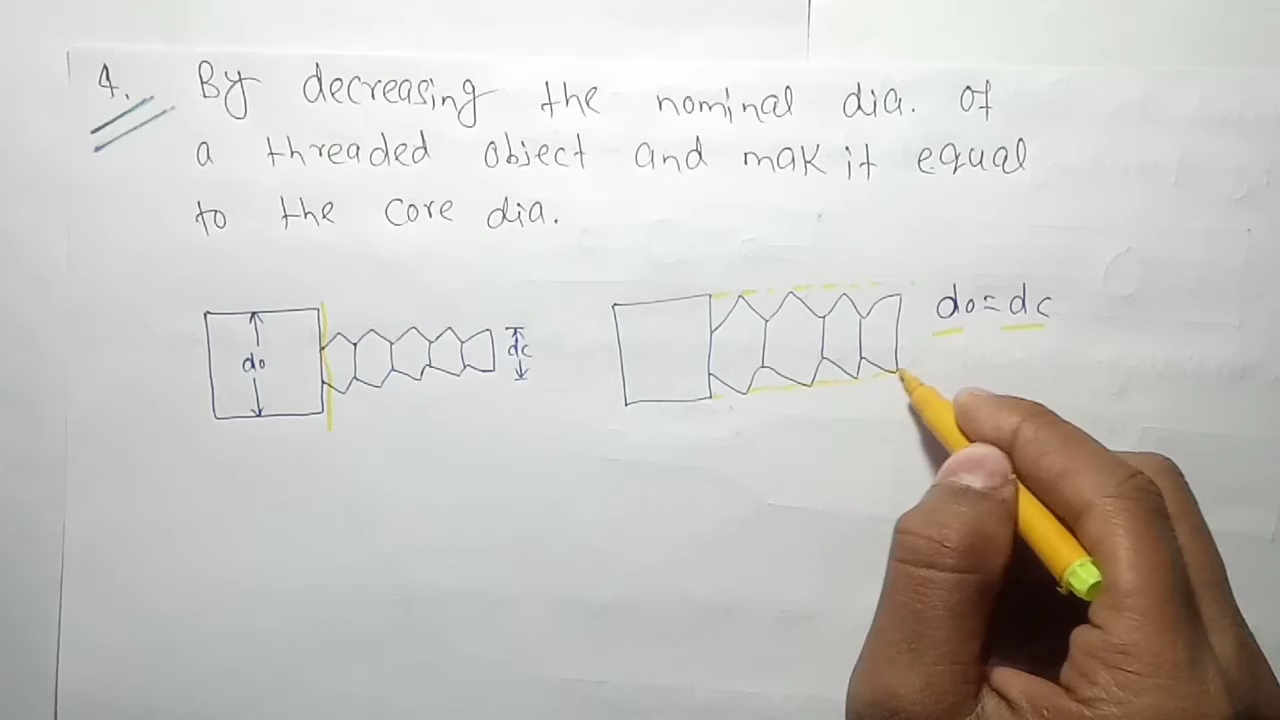 4. By decreasing the nominal dia. of
a threaded object and mak it equal
to the core dia.
do
dc
do = dc